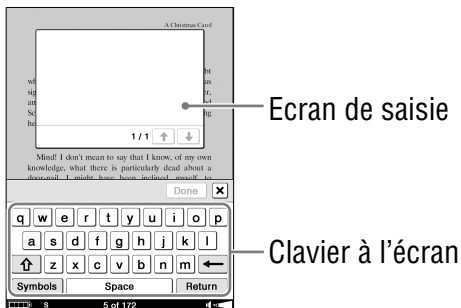 A Christmas Carol
1/1
Mind! I don't mean to say that I know, of my own
knowledge, what there is particularly dead about a
door-nail. I might have been inclined, myself, to
Done
q w e r t y u i o p
a s d f g h j k l
z x c v b n m
Symbols Space Return
S 5 of 172
Ecran de saisie
Clavier à l'écran